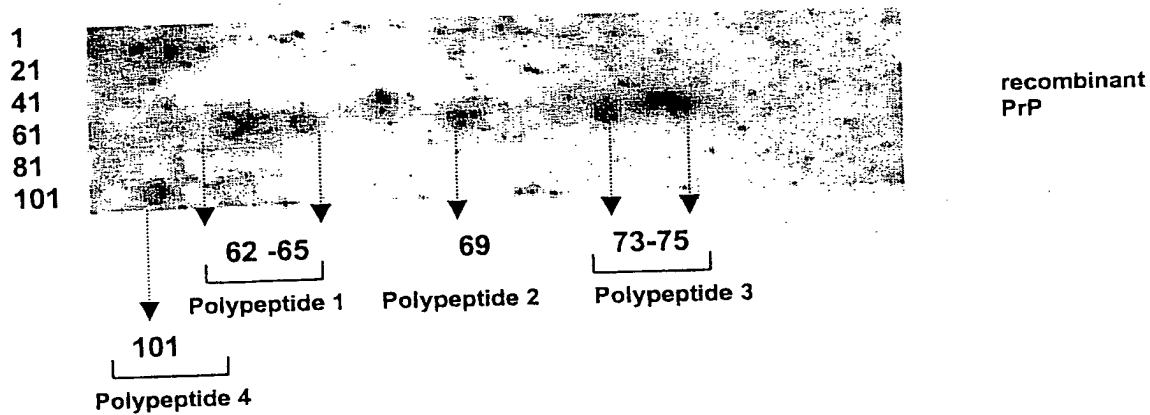 1
21
41
61
81
101
recombinant
PrP
62 -65
69
73-75
Polypeptide 1
Polypeptide 2
Polypeptide 3
101
Polypeptide 4